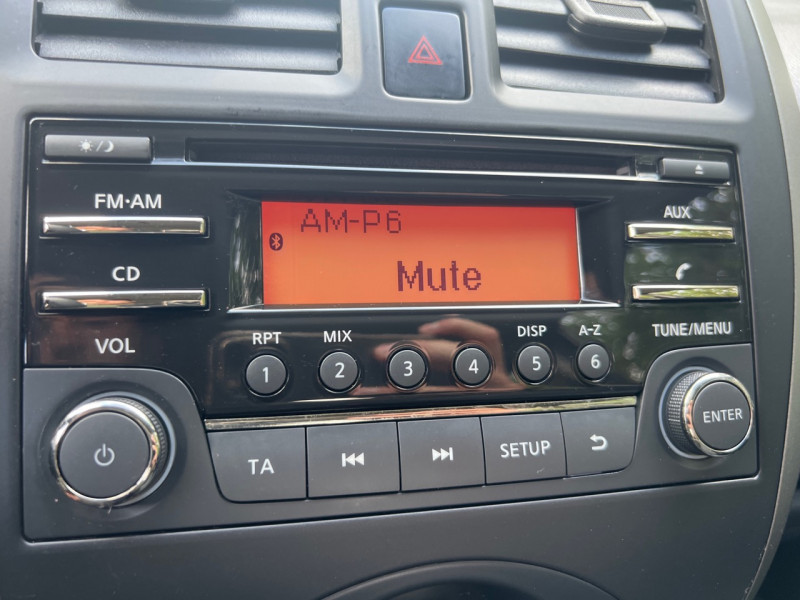 FM·AM
CD
VOL
AM-P6
Mute
AUX
TUNE/MENU
RPT
MIX
DISP
A-Z
1
2
3
4
5
6
ENTER
TA
SETUP